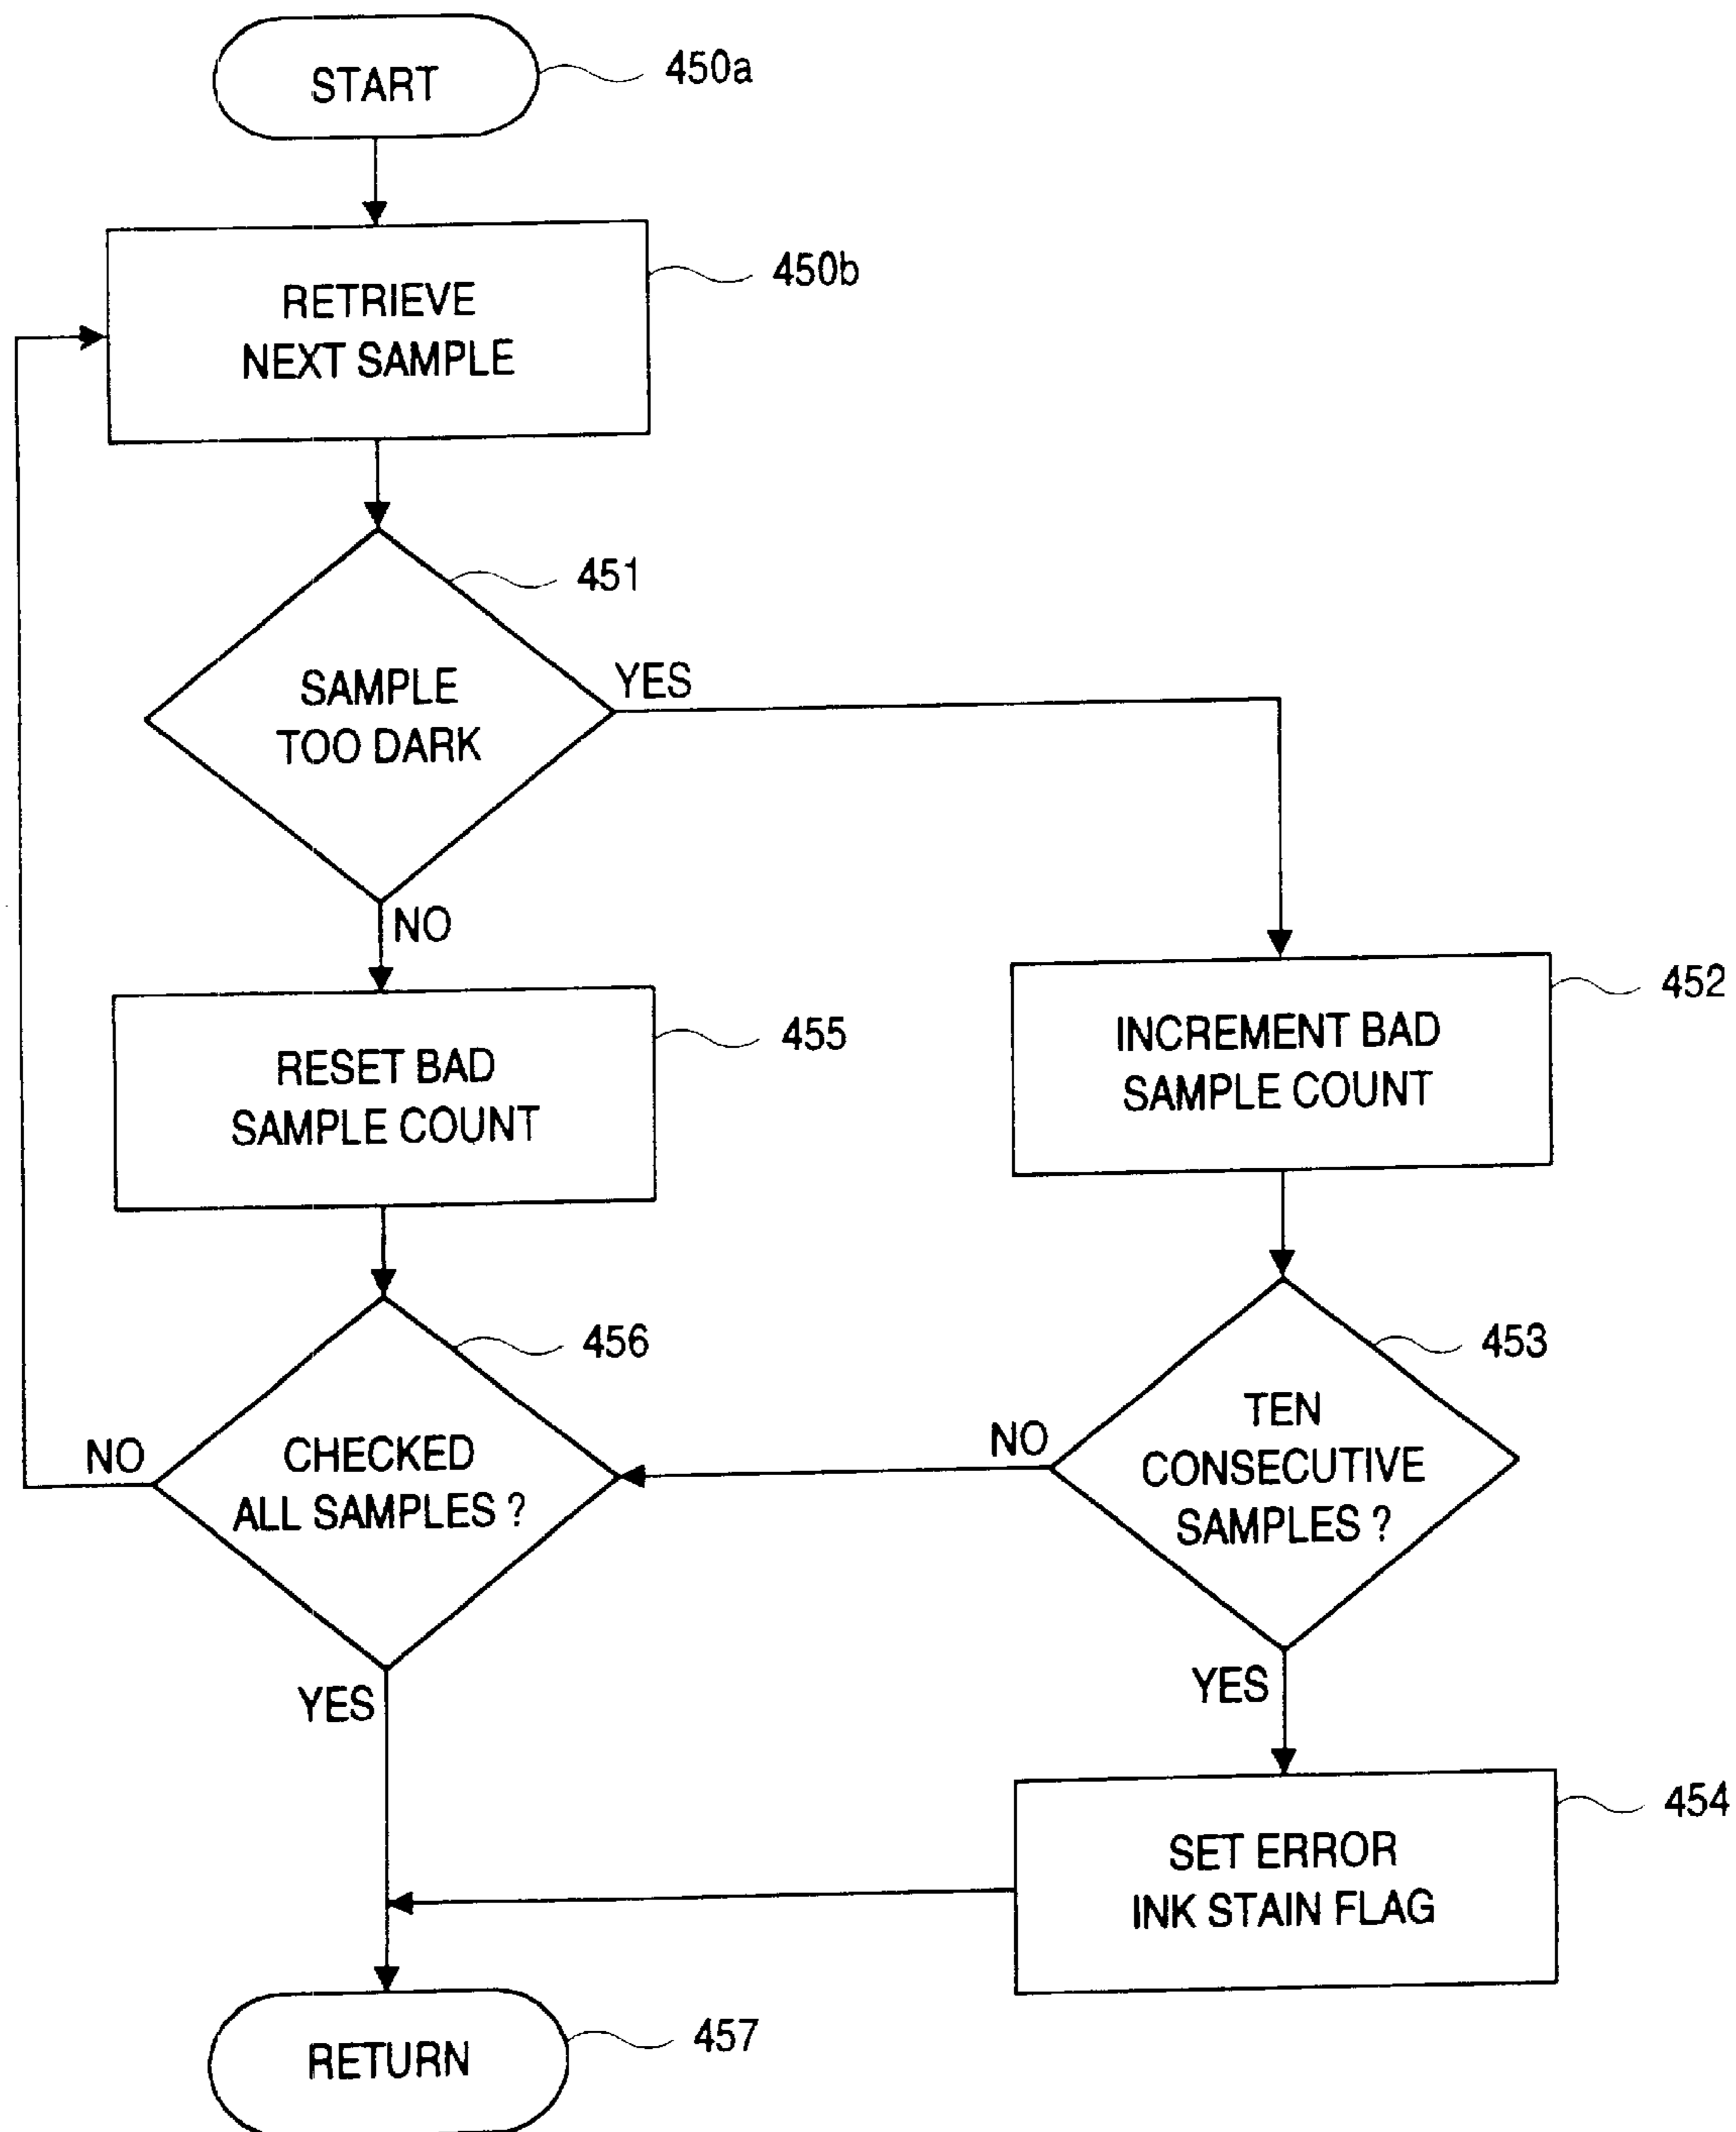 START
450a
RETRIEVE
NEXT SAMPLE
450b
451
SAMPLE
TOO DARK
YES
NO
RESET BAD
SAMPLE COUNT
455
INCREMENT BAD
SAMPLE COUNT
452
456
CHECKED
ALL SAMPLES ?
NO
YES
453
TEN
CONSECUTIVE
SAMPLES ?
NO
YES
SET ERROR
INK STAIN FLAG
454
RETURN
457